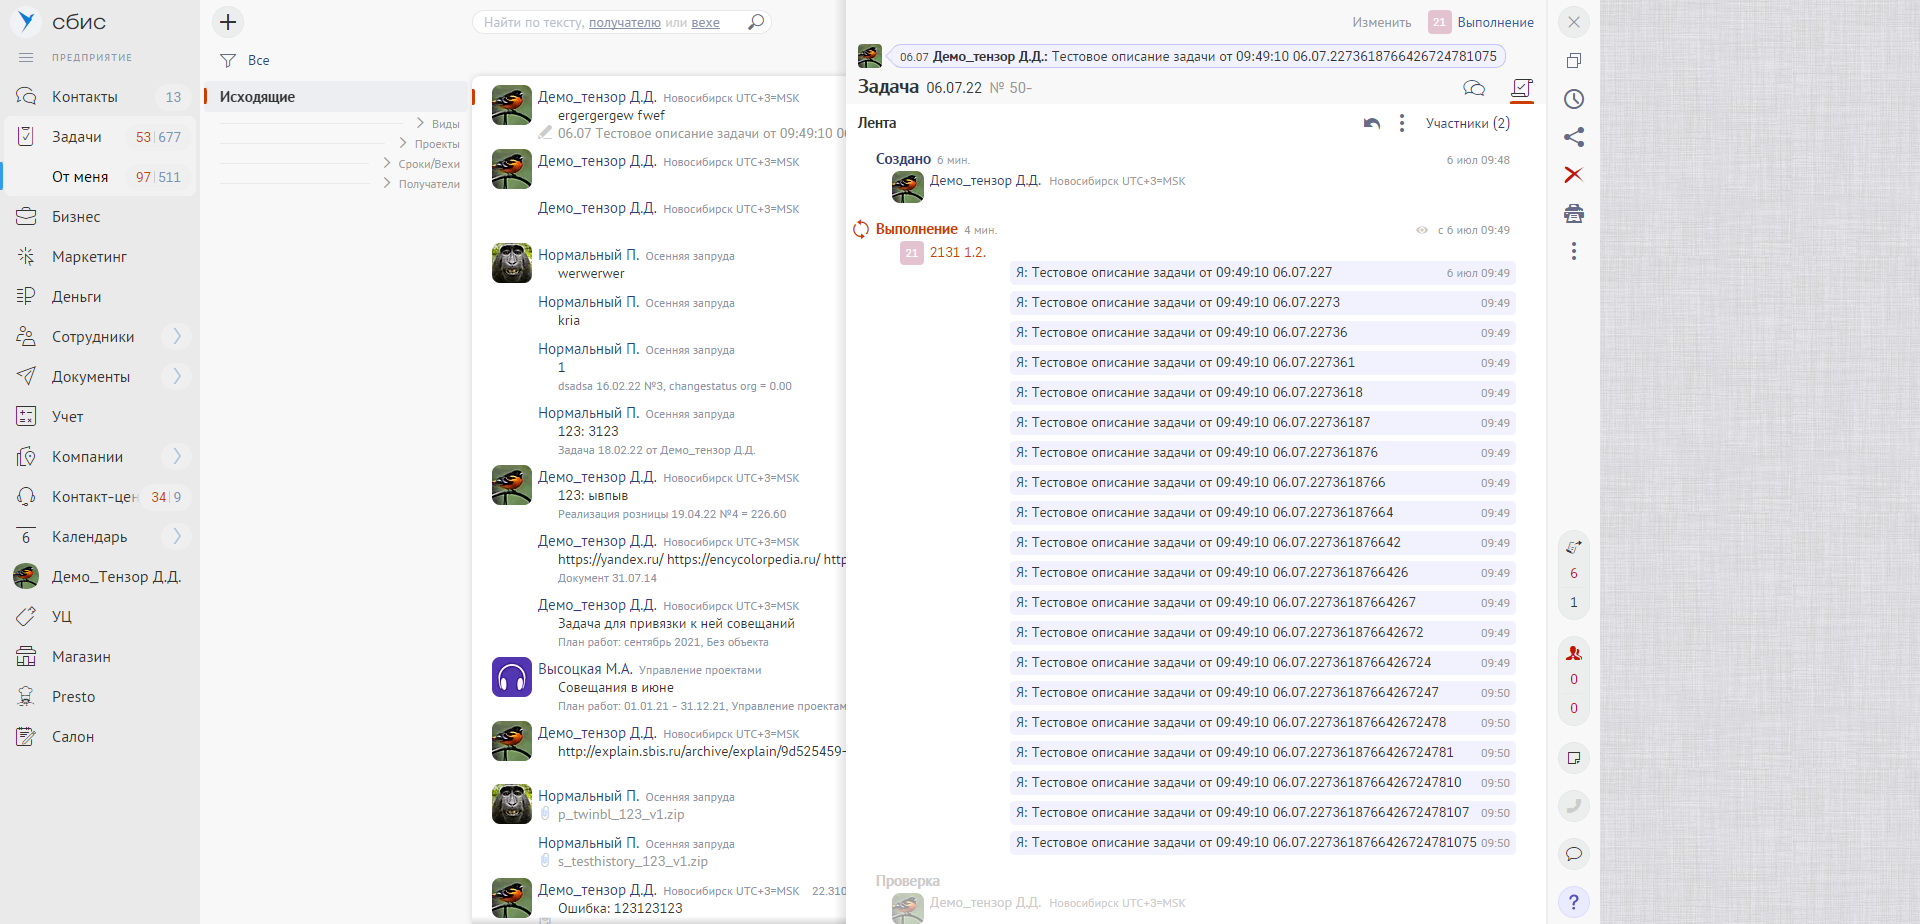 сбис
ПРЕДПРИЯТИЕ
Контакты 13
Задачи 53 677
От меня 97 511
Бизнес
Маркетинг
Деньги
Сотрудники
Документы
Учет
Компании
Контакт-цен 34 9
6 Календарь
Демо_Тензор Д.Д.
УЦ
Магазин
Presto
Салон
Найти по тексту, получателю или вехе
Все
Исходящие
Виды
Проекты
Сроки/Вехи
Получатели
Демо_тензор Д.Д. Новосибирск UTC+3=MSK
ergergergew fwef
06.07 Тестовое описание задачи от 09:49:10 0
Демо_тензор Д.Д. Новосибирск UTC+3=MSK
Демо_тензор Д.Д. Новосибирск UTC+3=MSK
Нормальный П. Осенняя запруда
werwerwer
Нормальный П. Осенняя запруда
kria
Нормальный П. Осенняя запруда
1
dsadsa 16.02.22 №3, changestatus org = 0.00
Нормальный П. Осенняя запруда
123: 3123
Задача 18.02.22 от Демо_тензор Д.Д.
Демо_тензор Д.Д. Новосибирск UTC+3=MSK
123: ывпыв
Реализация розницы 19.04.22 №4 = 226.60
Демо_тензор Д.Д. Новосибирск UTC+3=MSK
https://yandex.ru/ https://encycolorpedia.ru/ http
Документ 31.07.14
Демо_тензор Д.Д. Новосибирск UTC+3=MSK
Задача для привязки к ней совещаний
План работ: сентябрь 2021, Без объекта
Высоцкая М.А. Управление проектами
Совещания в июне
План работ: 01.01.21 - 31.12.21, Управление проектам
Демо_тензор Д.Д. Новосибирск UTC+3=MSK
http://explain.sbis.ru/archive/explain/9d525459-
Нормальный П. Осенняя запруда
p_twinbl_123_v1.zip
Нормальный П. Осенняя запруда
s_testhistory_123_v1.zip
Демо_тензор Д.Д. Новосибирск UTC+3=MSK 22.310
Ошибка: 123123123
Изменить 21 Выполнение
06.07 Демо_тензор Д.Д.: Тестовое описание задачи от 09:49:10 06.07.2273618766426724781075
Задача 06.07.22 № 50-
Лента Участники (2)
Создано 6 мин. 6 июл 09:48
Демо_тензор Д.Д. Новосибирск UTC+3=MSK
Выполнение 4 мин. с 6 июл 09:49
21 2131 1.2.
Я: Тестовое описание задачи от 09:49:10 06.07.227 6 июл 09:49
Я: Тестовое описание задачи от 09:49:10 06.07.2273 09:49
Я: Тестовое описание задачи от 09:49:10 06.07.22736 09:49
Я: Тестовое описание задачи от 09:49:10 06.07.227361 09:49
Я: Тестовое описание задачи от 09:49:10 06.07.2273618 09:49
Я: Тестовое описание задачи от 09:49:10 06.07.22736187 09:49
Я: Тестовое описание задачи от 09:49:10 06.07.227361876 09:49
Я: Тестовое описание задачи от 09:49:10 06.07.2273618766 09:49
Я: Тестовое описание задачи от 09:49:10 06.07.22736187664 09:49
Я: Тестовое описание задачи от 09:49:10 06.07.227361876642 09:49
Я: Тестовое описание задачи от 09:49:10 06.07.2273618766426 09:49
Я: Тестовое описание задачи от 09:49:10 06.07.22736187664267 09:49
Я: Тестовое описание задачи от 09:49:10 06.07.227361876642672 09:49
Я: Тестовое описание задачи от 09:49:10 06.07.2273618766426724 09:49
Я: Тестовое описание задачи от 09:49:10 06.07.22736187664267247 09:50
Я: Тестовое описание задачи от 09:49:10 06.07.227361876642672478 09:50
Я: Тестовое описание задачи от 09:49:10 06.07.2273618766426724781 09:50
Я: Тестовое описание задачи от 09:49:10 06.07.22736187664267247810 09:50
Я: Тестовое описание задачи от 09:49:10 06.07.227361876642672478107 09:50
Я: Тестовое описание задачи от 09:49:10 06.07.2273618766426724781075 09:50
Проверка
Демо_тензор Д.Д. Новосибирск UTC+3=MSK
6
1
0
0
?